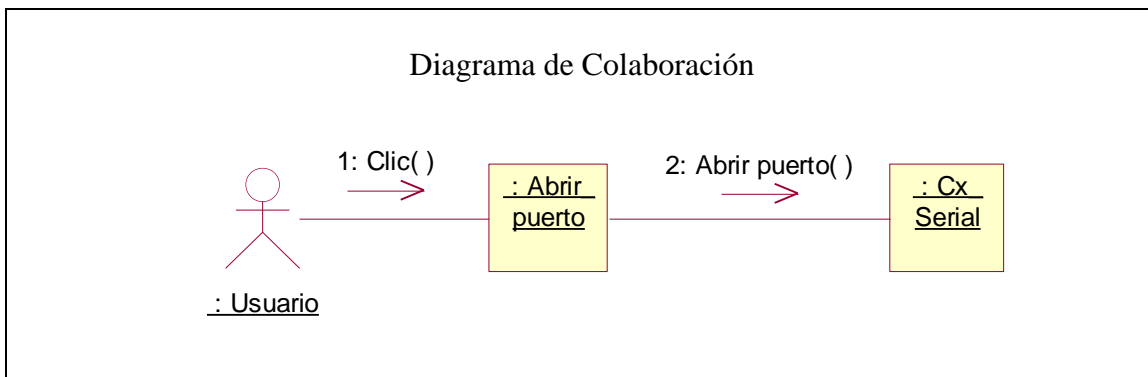 Diagrama de Colaboración
1: Clic( )
2: Abrir puerto( )
: Abrir_
puerto
: Cx_
Serial
: Usuario